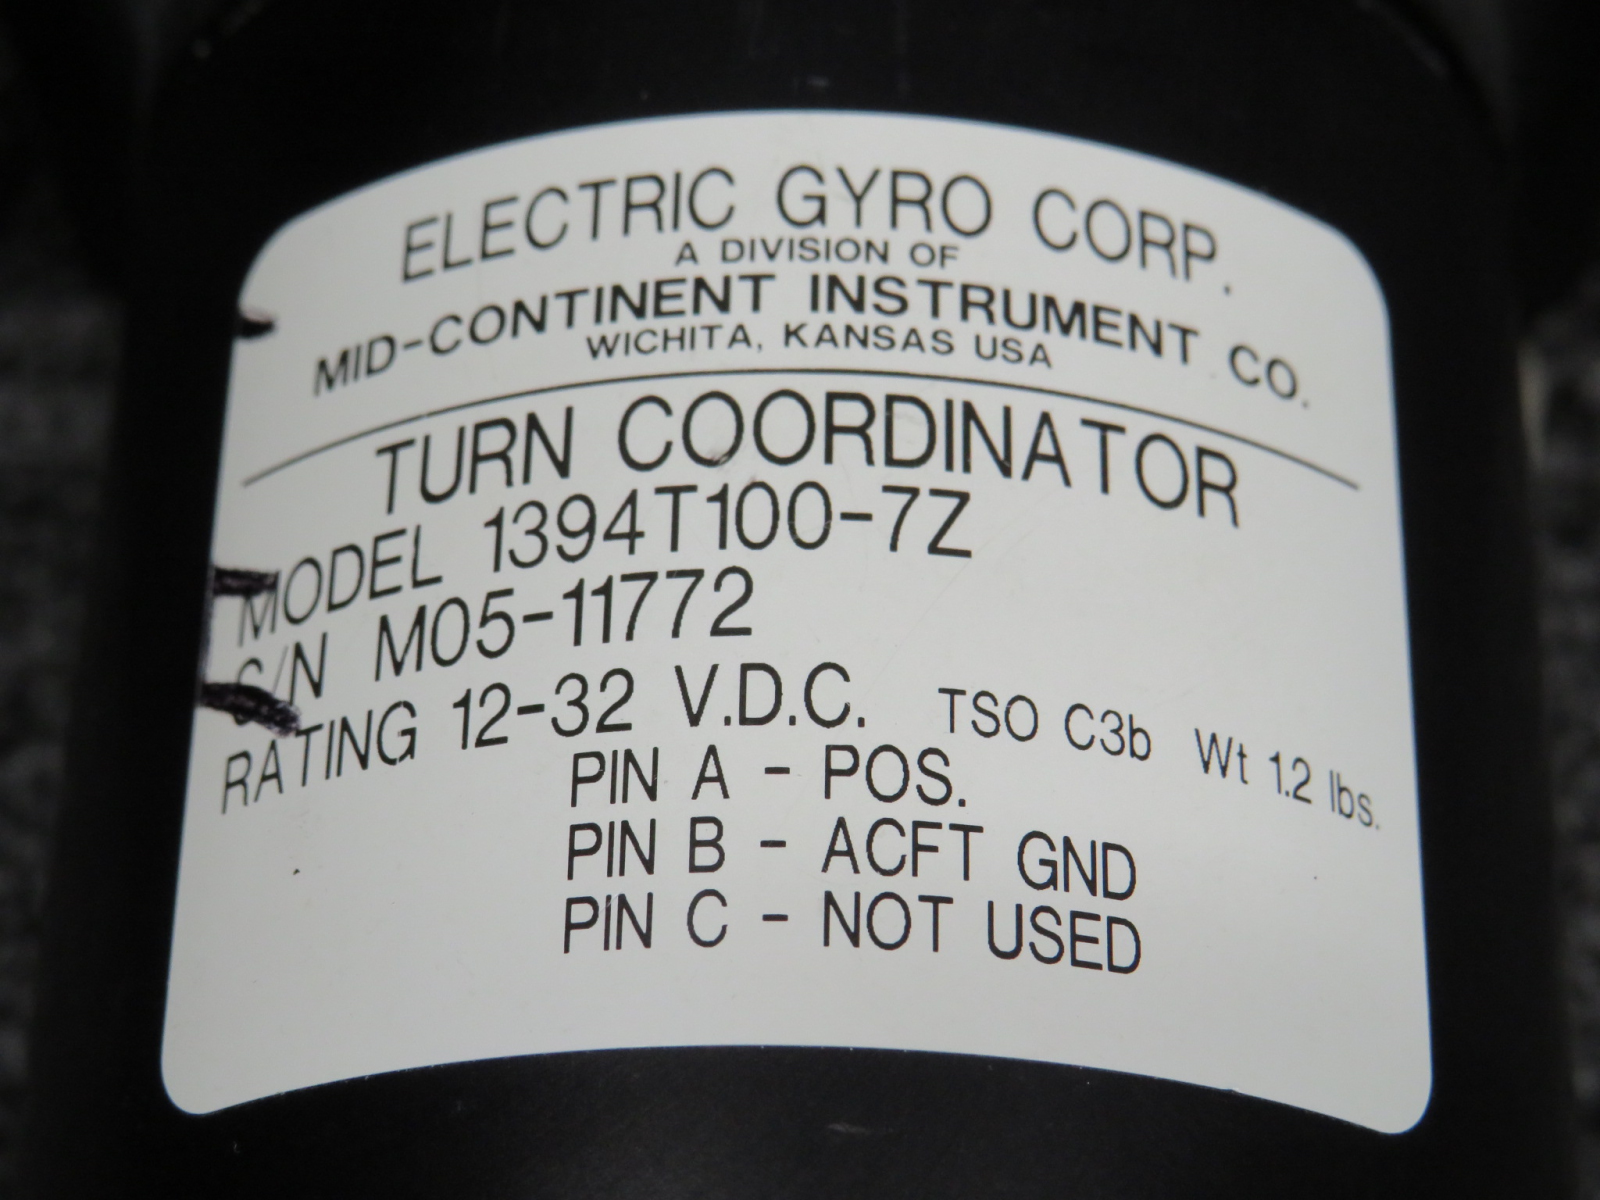 ELECTRIC GYRO CORP.
A DIVISION OF
MID-CONTINENT INSTRUMENT CO.
WICHITA, KANSAS USA
TURN COORDINATOR
MODEL 1394T100-7Z
S/N M05-11772
RATING 12-32 V.D.C. TSO C3b Wt 1.2 lbs.
PIN A - POS.
PIN B - ACFT GND
PIN C - NOT USED